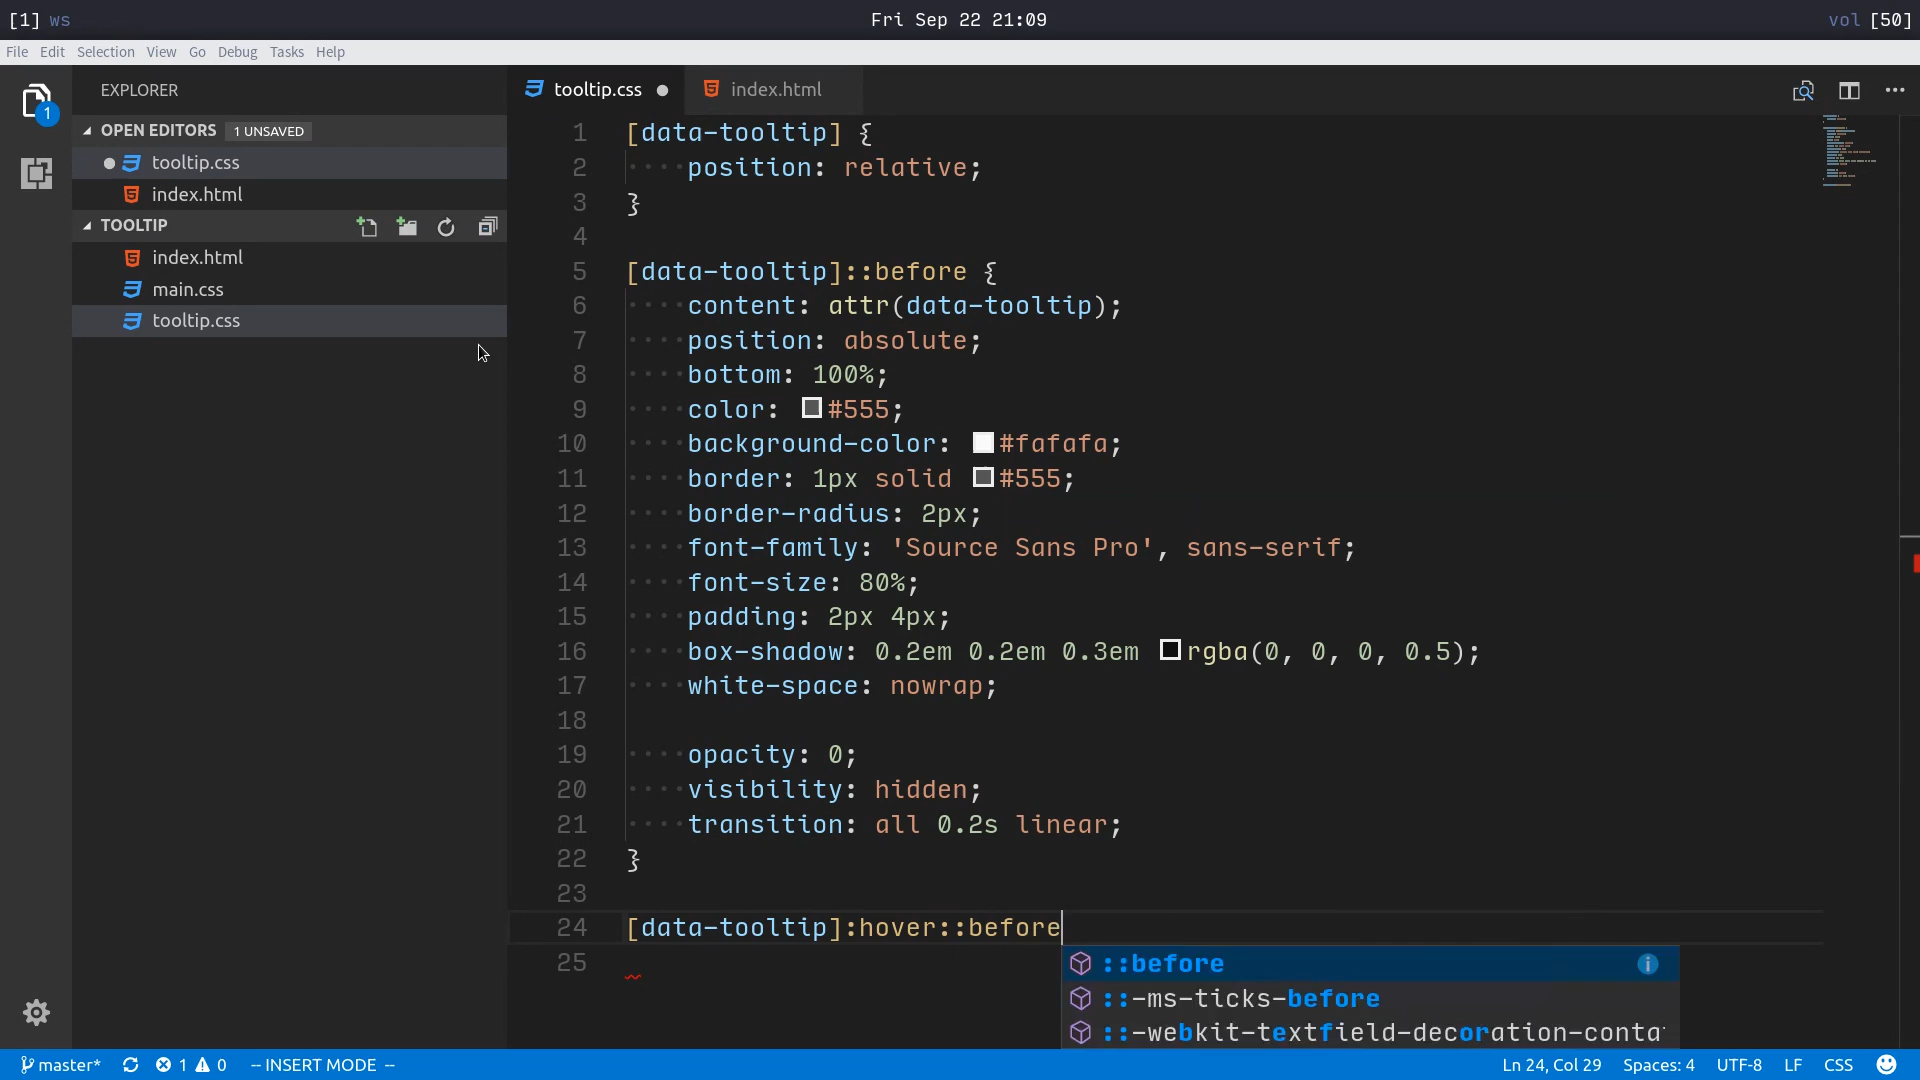 [1] ws
Fri Sep 22 21:09
vol [50]
File Edit Selection View Go Debug Tasks Help
1
EXPLORER
OPEN EDITORS 1 UNSAVED
tooltip.css
index.html
TOOLTIP
index.html
main.css
tooltip.css
tooltip.css
index.html
1 [data-tooltip] {
2 ····position: relative;
3 }
4
5 [data-tooltip]::before {
6 ····content: attr(data-tooltip);
7 ····position: absolute;
8 ····bottom: 100%;
9 ····color: #555;
10 ····background-color: #fafafa;
11 ····border: 1px solid #555;
12 ····border-radius: 2px;
13 ····font-family: 'Source Sans Pro', sans-serif;
14 ····font-size: 80%;
15 ····padding: 2px 4px;
16 ····box-shadow: 0.2em 0.2em 0.3em rgba(0, 0, 0, 0.5);
17 ····white-space: nowrap;
18
19 ····opacity: 0;
20 ····visibility: hidden;
21 ····transition: all 0.2s linear;
22 }
23
24 [data-tooltip]:hover::before
25
::before
::-ms-ticks-before
::-webkit-textfield-decoration-conta
master* 1 0 -- INSERT MODE --
Ln 24, Col 29 Spaces: 4 UTF-8 LF CSS